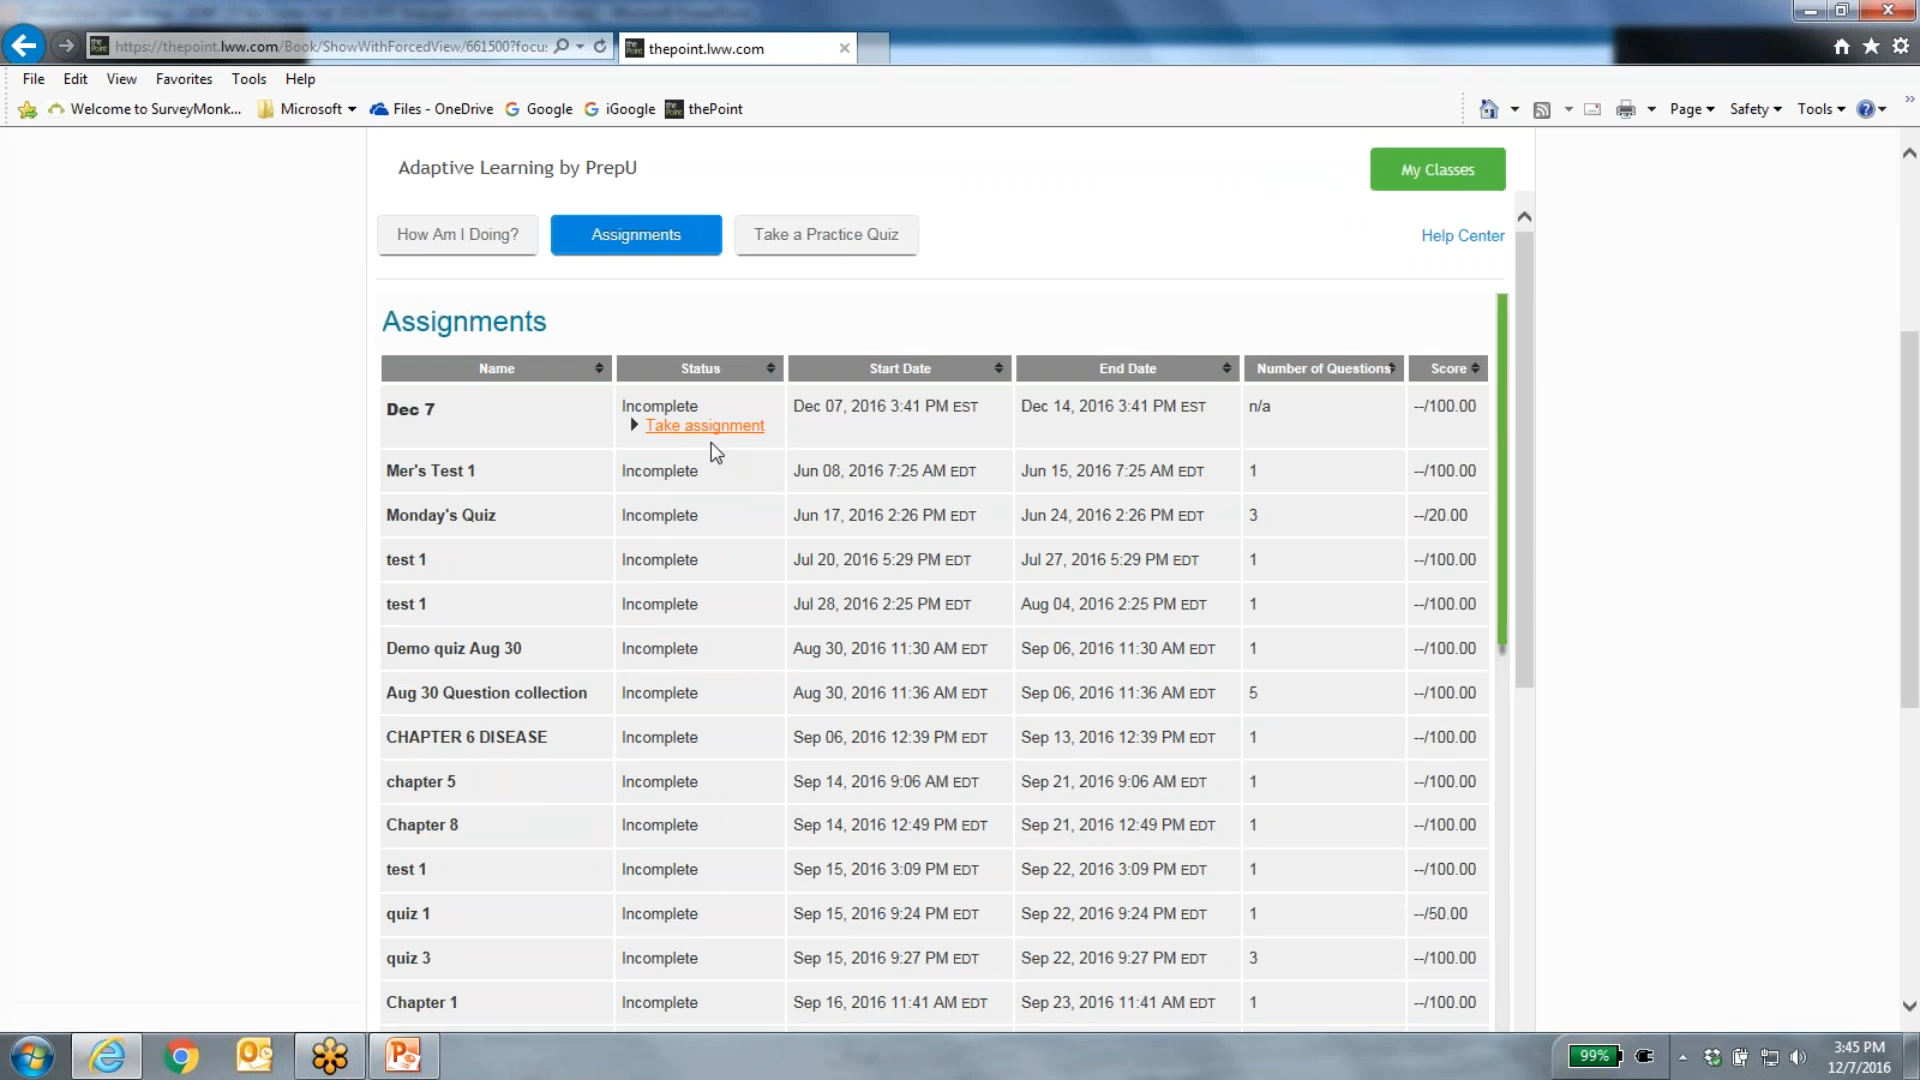 https://thepoint.lww.com/Book/ShowWithForcedView/661500?focus
thepoint.lww.com
File Edit View Favorites Tools Help
Welcome to SurveyMonk... Microsoft Files - OneDrive Google iGoogle thePoint Page Safety Tools
Adaptive Learning by PrepU
My Classes
How Am I Doing? Assignments Take a Practice Quiz
Help Center
Assignments
Name Status Start Date End Date Number of Questions Score
Dec 7 Incomplete Dec 07, 2016 3:41 PM EST Dec 14, 2016 3:41 PM EST n/a --/100.00
Take assignment
Mer's Test 1 Incomplete Jun 08, 2016 7:25 AM EDT Jun 15, 2016 7:25 AM EDT 1 --/100.00
Monday's Quiz Incomplete Jun 17, 2016 2:26 PM EDT Jun 24, 2016 2:26 PM EDT 3 --/20.00
test 1 Incomplete Jul 20, 2016 5:29 PM EDT Jul 27, 2016 5:29 PM EDT 1 --/100.00
test 1 Incomplete Jul 28, 2016 2:25 PM EDT Aug 04, 2016 2:25 PM EDT 1 --/100.00
Demo quiz Aug 30 Incomplete Aug 30, 2016 11:30 AM EDT Sep 06, 2016 11:30 AM EDT 1 --/100.00
Aug 30 Question collection Incomplete Aug 30, 2016 11:36 AM EDT Sep 06, 2016 11:36 AM EDT 5 --/100.00
CHAPTER 6 DISEASE Incomplete Sep 06, 2016 12:39 PM EDT Sep 13, 2016 12:39 PM EDT 1 --/100.00
chapter 5 Incomplete Sep 14, 2016 9:06 AM EDT Sep 21, 2016 9:06 AM EDT 1 --/100.00
Chapter 8 Incomplete Sep 14, 2016 12:49 PM EDT Sep 21, 2016 12:49 PM EDT 1 --/100.00
test 1 Incomplete Sep 15, 2016 3:09 PM EDT Sep 22, 2016 3:09 PM EDT 1 --/100.00
quiz 1 Incomplete Sep 15, 2016 9:24 PM EDT Sep 22, 2016 9:24 PM EDT 1 --/50.00
quiz 3 Incomplete Sep 15, 2016 9:27 PM EDT Sep 22, 2016 9:27 PM EDT 3 --/100.00
Chapter 1 Incomplete Sep 16, 2016 11:41 AM EDT Sep 23, 2016 11:41 AM EDT 1 --/100.00
99%
3:45 PM
12/7/2016